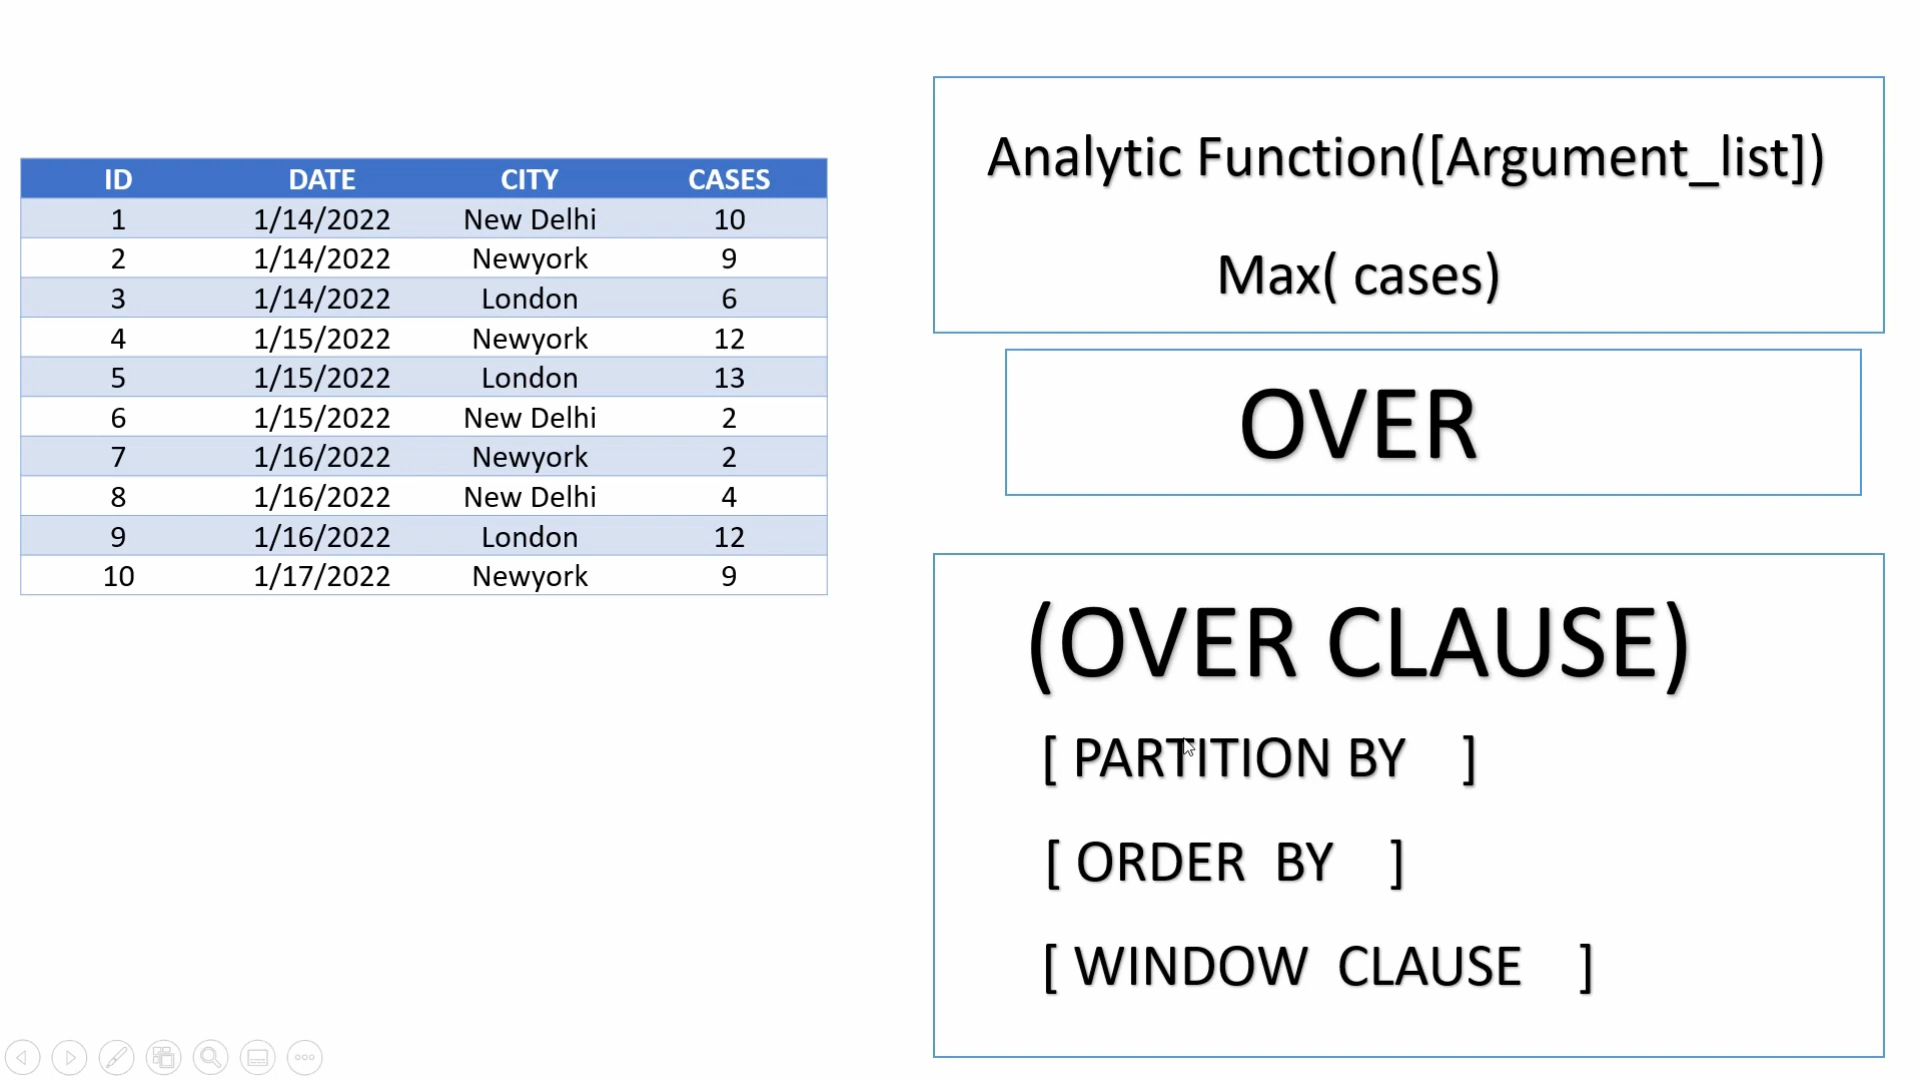 ID DATE CITY CASES
1 1/14/2022 New Delhi 10
2 1/14/2022 Newyork 9
3 1/14/2022 London 6
4 1/15/2022 Newyork 12
5 1/15/2022 London 13
6 1/15/2022 New Delhi 2
7 1/16/2022 Newyork 2
8 1/16/2022 New Delhi 4
9 1/16/2022 London 12
10 1/17/2022 Newyork 9
Analytic Function([Argument_list])
Max( cases)
OVER
(OVER CLAUSE)
[ PARTITION BY ]
[ ORDER BY ]
[ WINDOW CLAUSE ]